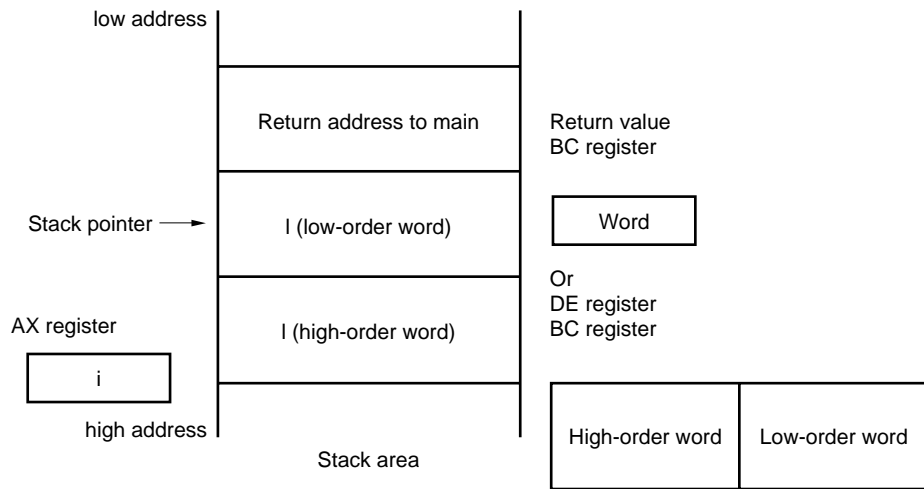 low address
Return address to main
Return value
BC register
Stack pointer
I (low-order word)
Word
Or
DE register
BC register
AX register
I (high-order word)
i
high address
High-order word
Low-order word
Stack area